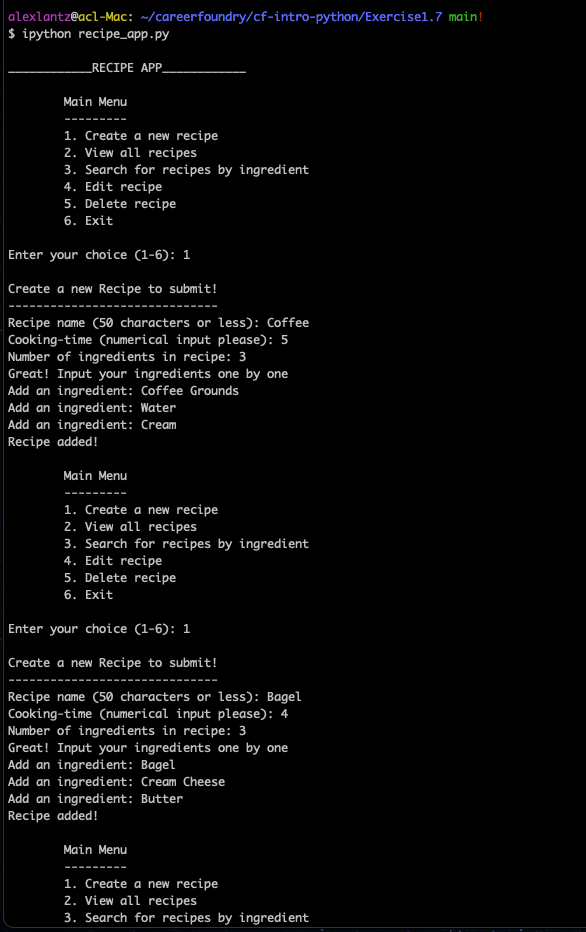 alexlantz@acl-Mac: ~/careerfoundry/cf-intro-python/Exercise1.7 main!
$ ipython recipe_app.py
____________RECIPE APP____________
Main Menu
---------
1. Create a new recipe
2. View all recipes
3. Search for recipes by ingredient
4. Edit recipe
5. Delete recipe
6. Exit
Enter your choice (1-6): 1
Create a new Recipe to submit!
------------------------------
Recipe name (50 characters or less): Coffee
Cooking-time (numerical input please): 5
Number of ingredients in recipe: 3
Great! Input your ingredients one by one
Add an ingredient: Coffee Grounds
Add an ingredient: Water
Add an ingredient: Cream
Recipe added!
Main Menu
---------
1. Create a new recipe
2. View all recipes
3. Search for recipes by ingredient
4. Edit recipe
5. Delete recipe
6. Exit
Enter your choice (1-6): 1
Create a new Recipe to submit!
------------------------------
Recipe name (50 characters or less): Bagel
Cooking-time (numerical input please): 4
Number of ingredients in recipe: 3
Great! Input your ingredients one by one
Add an ingredient: Bagel
Add an ingredient: Cream Cheese
Add an ingredient: Butter
Recipe added!
Main Menu
---------
1. Create a new recipe
2. View all recipes
3. Search for recipes by ingredient